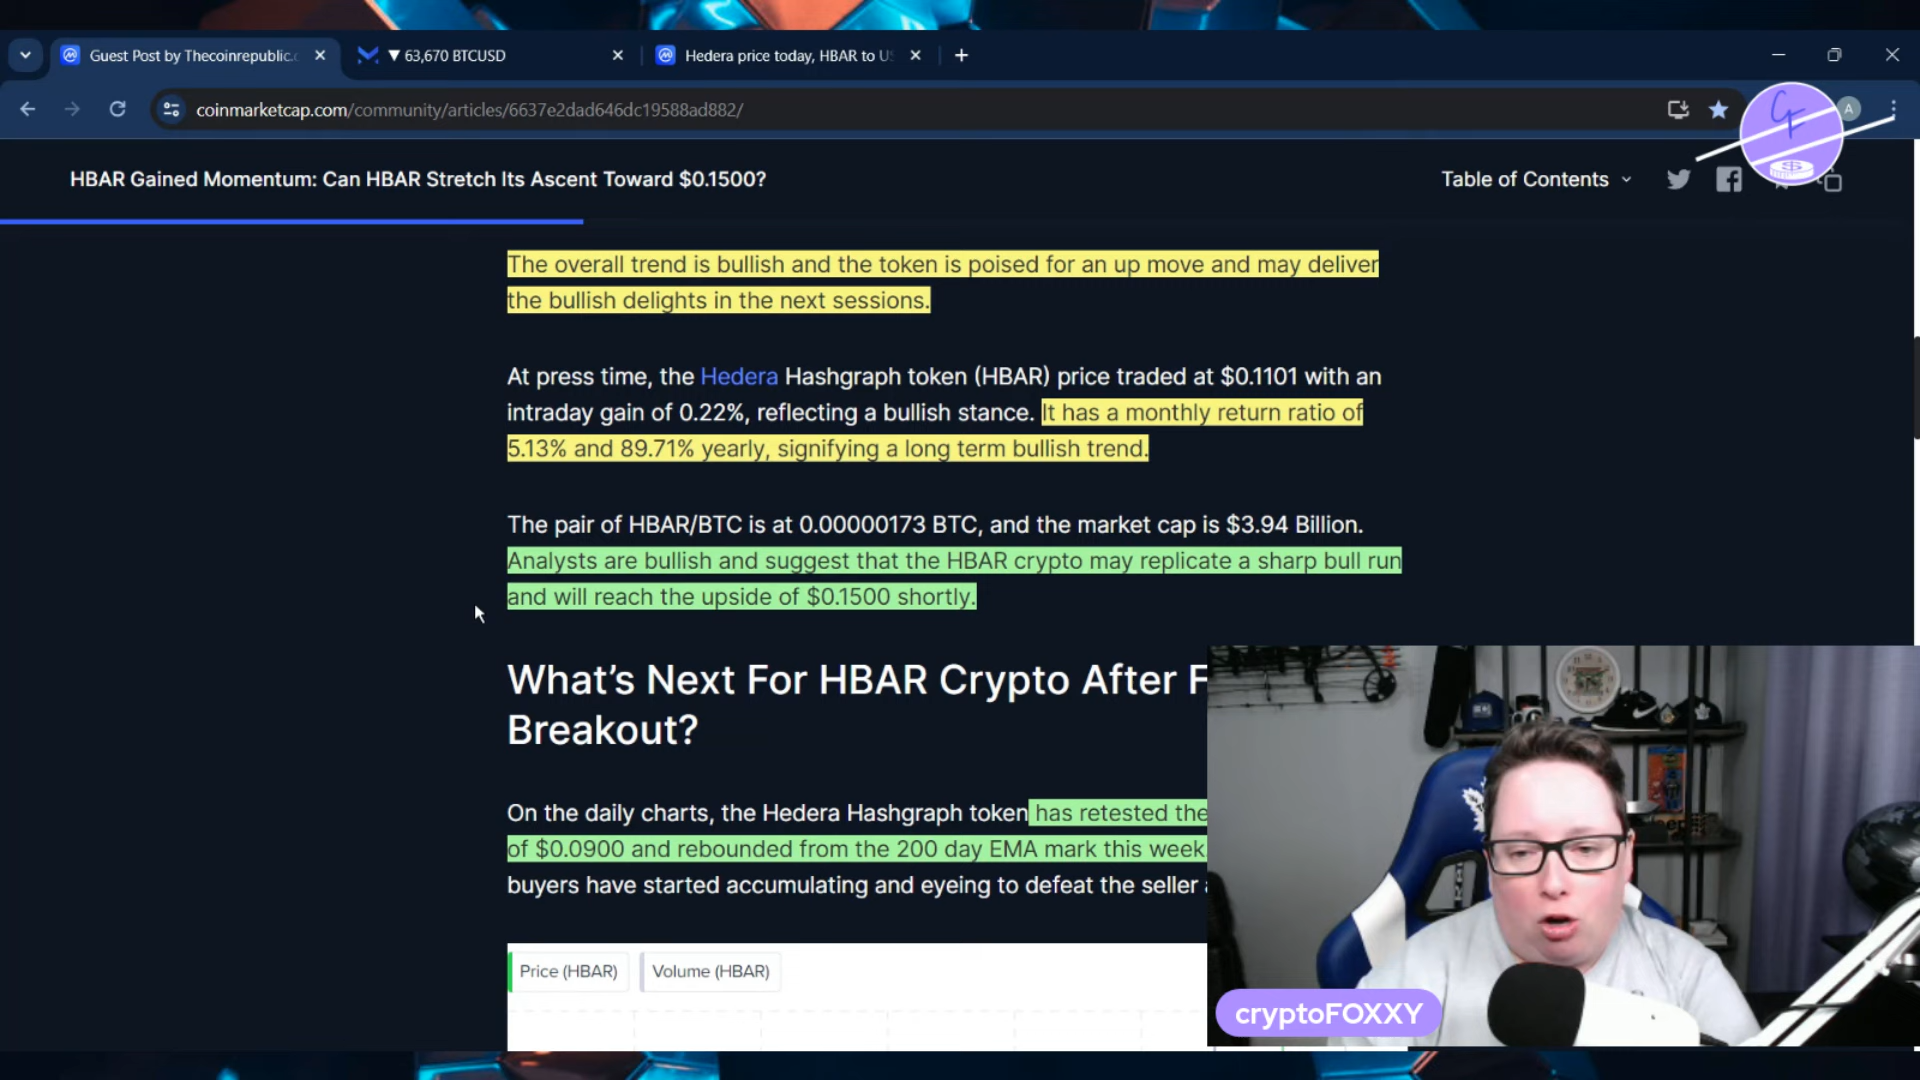 Guest Post by Thecoinrepublic.c
▼ 63,670 BTCUSD
Hedera price today, HBAR to US
coinmarketcap.com/community/articles/6637e2dad646dc19588ad882/
A
CF
HBAR Gained Momentum: Can HBAR Stretch Its Ascent Toward $0.1500?
Table of Contents
The overall trend is bullish and the token is poised for an up move and may deliver
the bullish delights in the next sessions.
At press time, the Hedera Hashgraph token (HBAR) price traded at $0.1101 with an
intraday gain of 0.22%, reflecting a bullish stance. It has a monthly return ratio of
5.13% and 89.71% yearly, signifying a long term bullish trend.
The pair of HBAR/BTC is at 0.00000173 BTC, and the market cap is $3.94 Billion.
Analysts are bullish and suggest that the HBAR crypto may replicate a sharp bull run
and will reach the upside of $0.1500 shortly.
What's Next For HBAR Crypto After F
Breakout?
On the daily charts, the Hedera Hashgraph token has retested the
of $0.0900 and rebounded from the 200 day EMA mark this week
buyers have started accumulating and eyeing to defeat the seller
Price (HBAR)
Volume (HBAR)
cryptoFOXXY